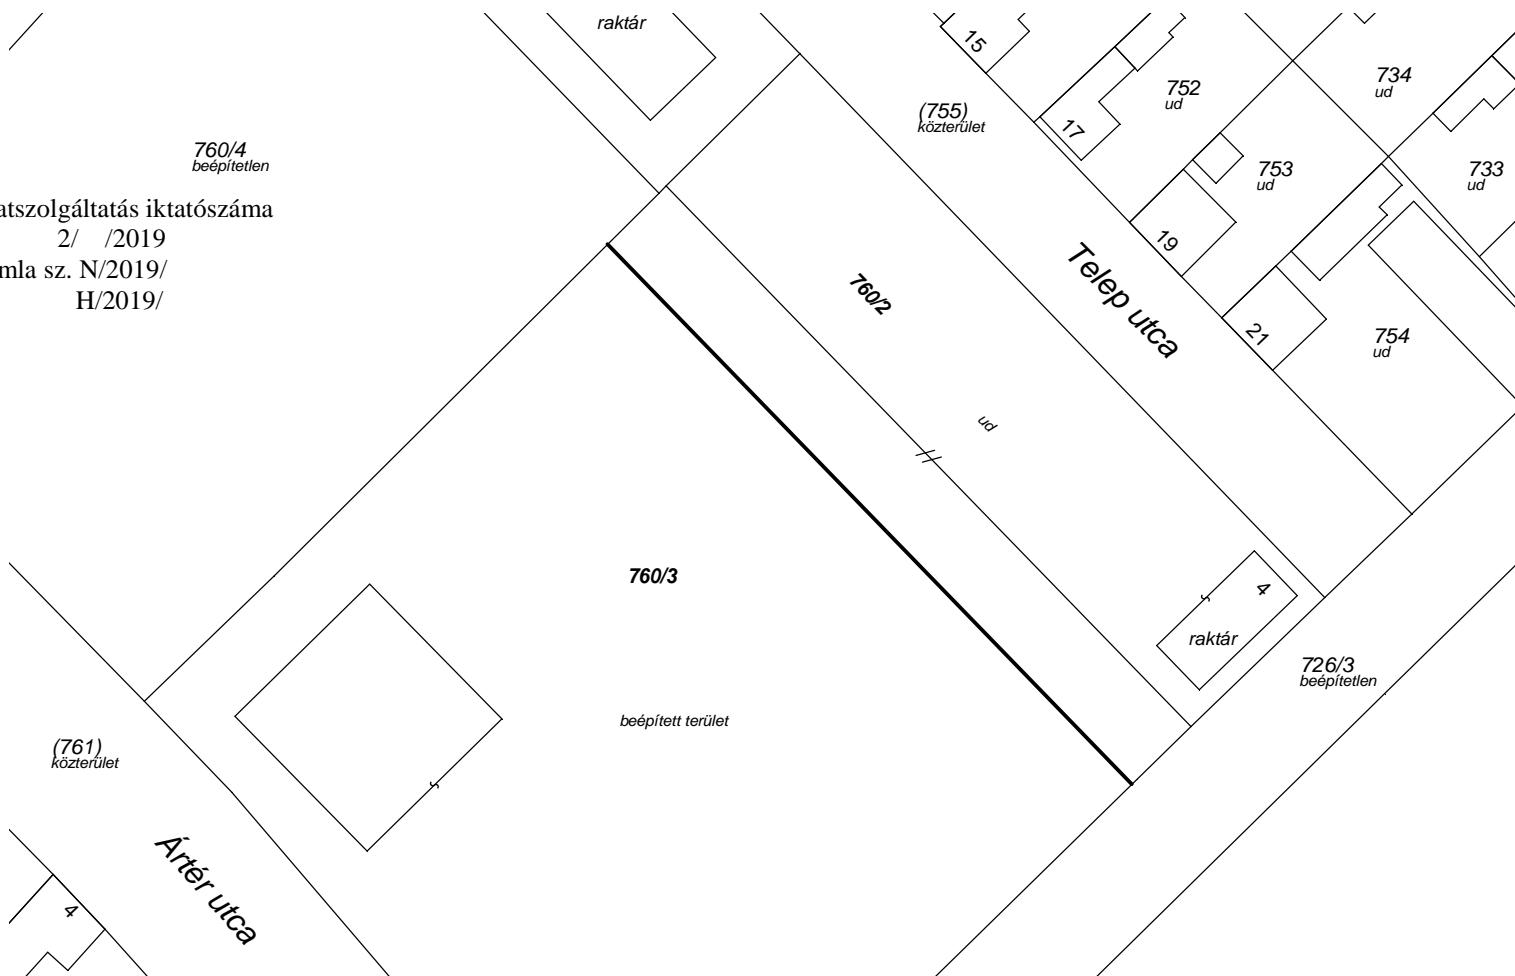 raktár
15
(755)
közterület
17
752
ud
734
ud
760/4
beépítetlen
753
ud
733
ud
atszolgáltatás iktatószáma
2/ /2019
mla sz. N/2019/
H/2019/
19
760/2
Telep utca
21
754
ud
ud
760/3
4
raktár
726/3
beépítetlen
beépített terület
(761)
közterület
Ártér utca
4